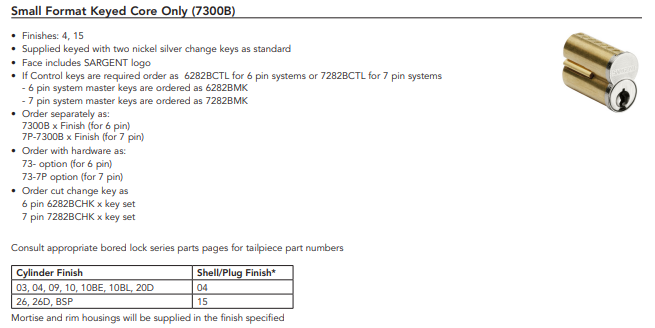 Small Format Keyed Core Only (7300B)
• Finishes: 4, 15
• Supplied keyed with two nickel silver change keys as standard
• Face includes SARGENT logo
• If Control keys are required order as 6282BCTL for 6 pin systems or 7282BCTL for 7 pin systems
- 6 pin system master keys are ordered as 6282BMK
- 7 pin system master keys are ordered as 7282BMK
• Order separately as:
7300B x Finish (for 6 pin)
7P-7300B x Finish (for 7 pin)
• Order with hardware as:
73- option (for 6 pin)
73-7P option (for 7 pin)
• Order cut change key as
6 pin 6282BCHK x key set
7 pin 7282BCHK x key set
Consult appropriate bored lock series parts pages for tailpiece part numbers
Cylinder Finish Shell/Plug Finish*
03, 04, 09, 10, 10BE, 10BL, 20D 04
26, 26D, BSP 15
Mortise and rim housings will be supplied in the finish specified